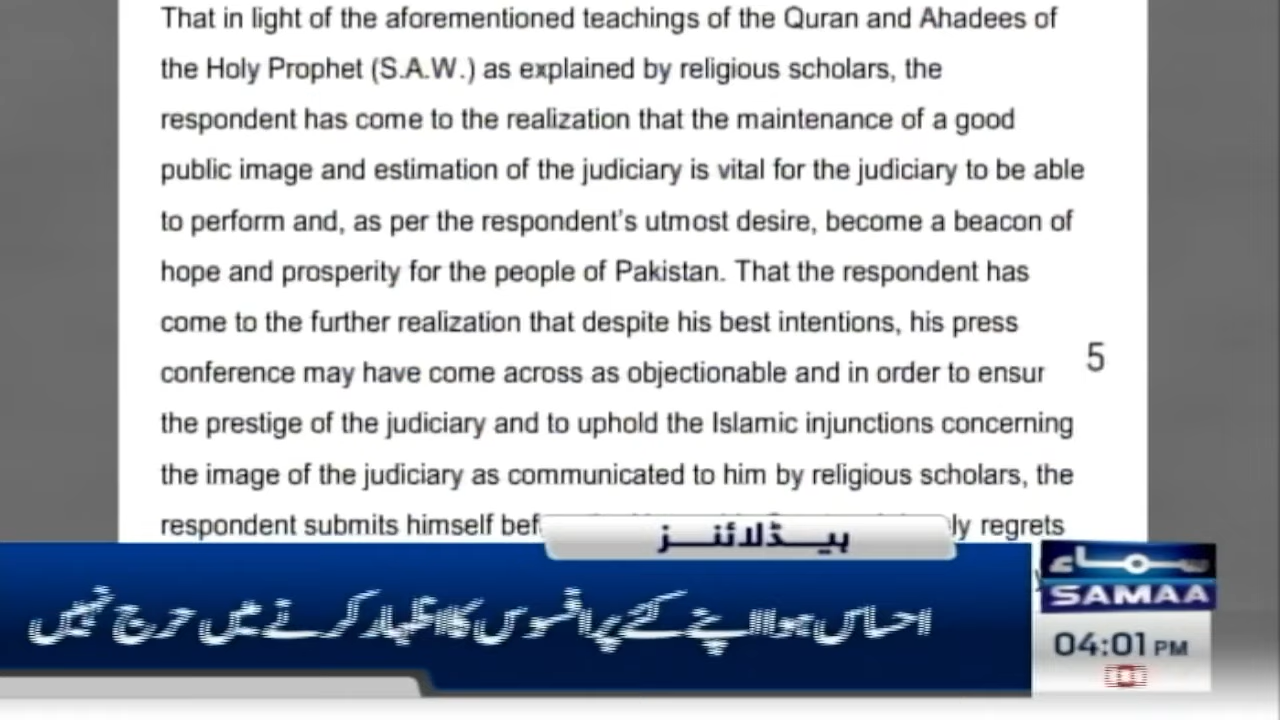 That in light of the aforementioned teachings of the Quran and Ahadees of
the Holy Prophet (S.A.W.) as explained by religious scholars, the
respondent has come to the realization that the maintenance of a good
public image and estimation of the judiciary is vital for the judiciary to be able
to perform and, as per the respondent's utmost desire, become a beacon of
hope and prosperity for the people of Pakistan. That the respondent has
come to the further realization that despite his best intentions, his press
conference may have come across as objectionable and in order to ensur
5
the prestige of the judiciary and to uphold the Islamic injunctions concerning
the image of the judiciary as communicated to him by religious scholars, the
respondent submits himself regrets
ہیڈلائنز
احساس ہوا اپنے کہے پر افسوس کا اظہار کرنے میں حرج نہیں
سماء
SAMAA
04:01 PM